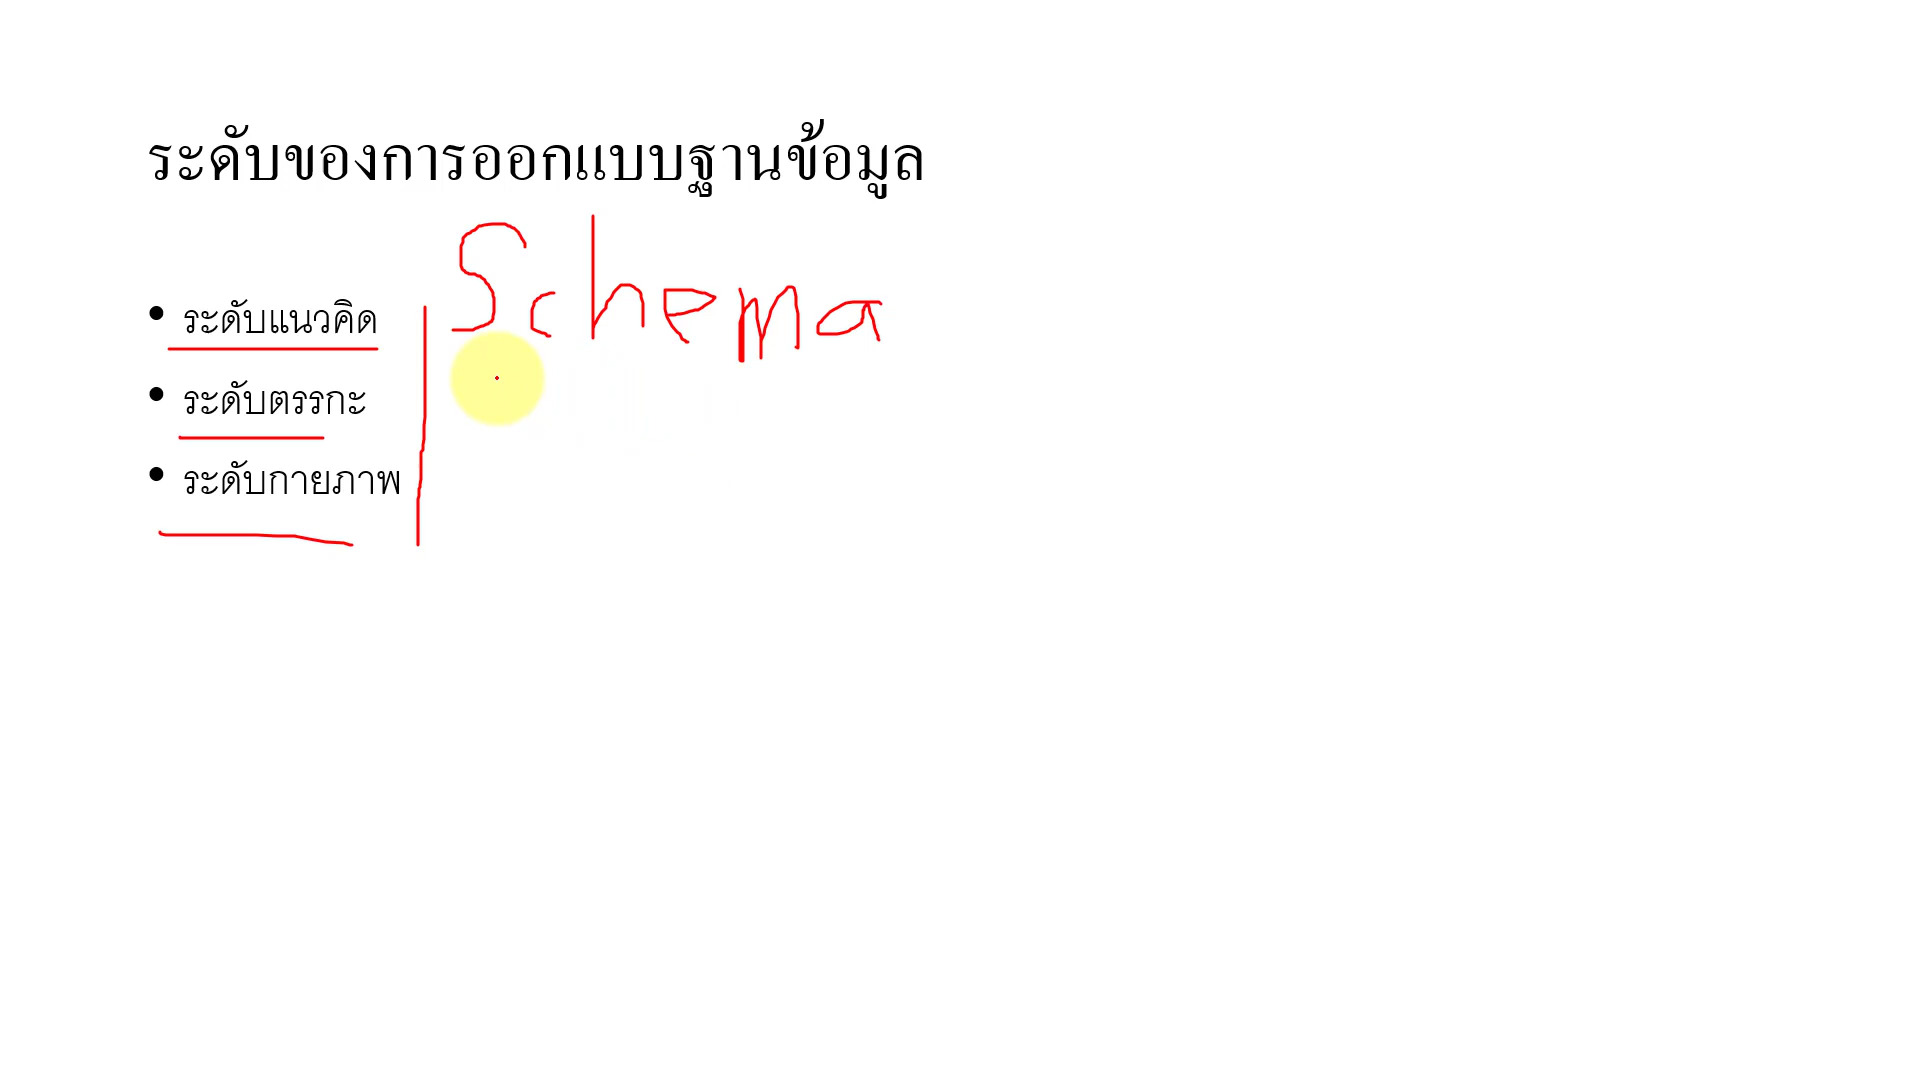 ระดับของการออกแบบฐานข้อมูล
Schema
• ระดับแนวคิด
• ระดับตรรกะ
• ระดับกายภาพ